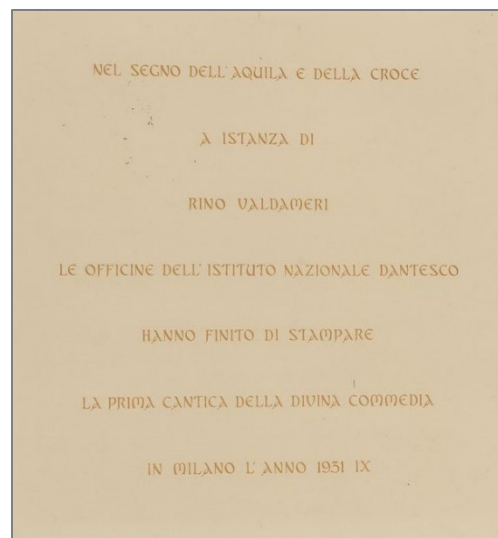 NEL SEGNO DELL'AQUILA E DELLA CROCE
A ISTANZA DI
RINO VALDAMERI
LE OFFICINE DELL'ISTITUTO NAZIONALE DANTESCO
HANNO FINITO DI STAMPARE
LA PRIMA CANTICA DELLA DIVINA COMMEDIA
IN MILANO L'ANNO 1931 IX